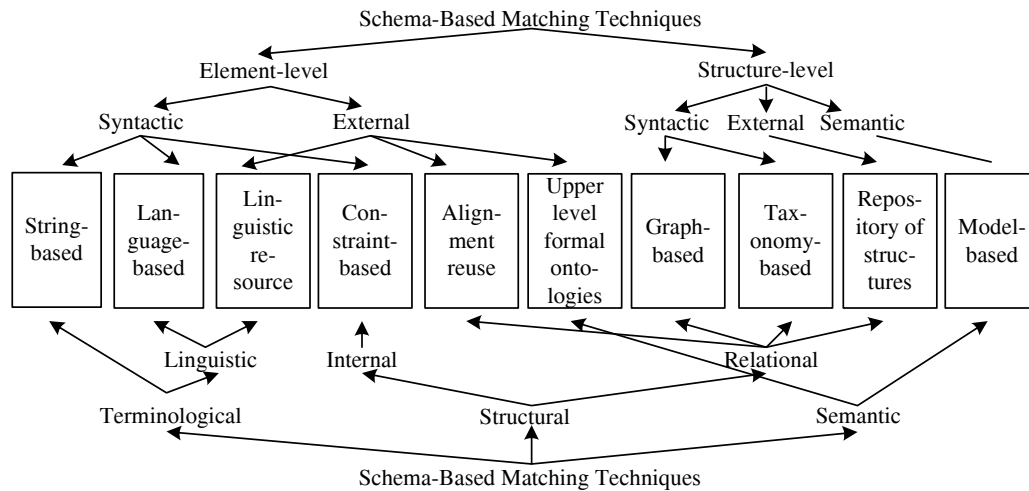 Schema-Based Matching Techniques
Element-level
Structure-level
Syntactic
External
Syntactic
External
Semantic
String-
based
Lan-
guage-
based
Lin-
guistic
re-
source
Con-
straint-
based
Align-
ment
reuse
Upper
level
formal
onto-
logies
Graph-
based
Tax-
onomy-
based
Repos-
itory of
struc-
tures
Model-
based
Linguistic
Internal
Relational
Terminological
Structural
Semantic
Schema-Based Matching Techniques